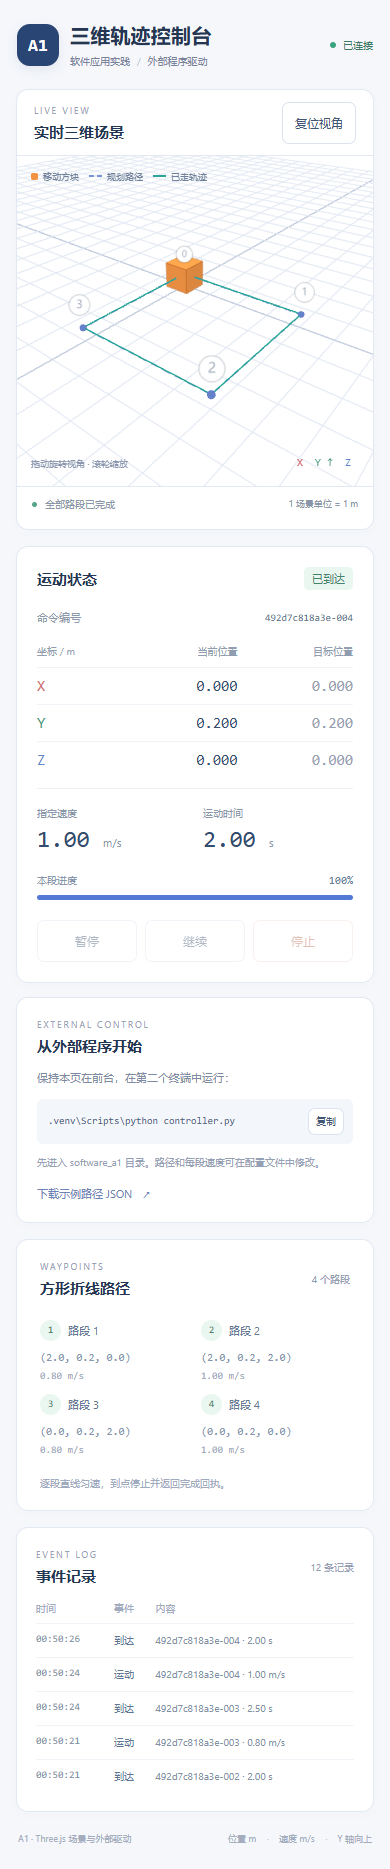 A1
三维轨迹控制台
软件应用实践 / 外部程序驱动
已连接
LIVE VIEW
实时三维场景
复位视角
移动方块 规划路径 已走轨迹
0
1
3
2
拖动旋转视角 · 滚轮缩放
X Y ↑ Z
全部路段已完成
1 场景单位 = 1 m
运动状态
已到达
命令编号 492d7c818a3e-004
坐标 / m 当前位置 目标位置
X 0.000 0.000
Y 0.200 0.200
Z 0.000 0.000
指定速度 运动时间
1.00 m/s 2.00 s
本段进度 100%
暂停 继续 停止
EXTERNAL CONTROL
从外部程序开始
保持本页在前台，在第二个终端中运行：
.venv\Scripts\python controller.py
复制
先进入 software_a1 目录。路径和每段速度可在配置文件中修改。
下载示例路径 JSON ↗
WAYPOINTS
方形折线路径
4 个路段
1 路段 1
(2.0, 0.2, 0.0)
0.80 m/s
2 路段 2
(2.0, 0.2, 2.0)
1.00 m/s
3 路段 3
(0.0, 0.2, 2.0)
0.80 m/s
4 路段 4
(0.0, 0.2, 0.0)
1.00 m/s
逐段直线匀速，到点停止并返回完成回执。
EVENT LOG
事件记录
12 条记录
时间 事件 内容
00:50:26 到达 492d7c818a3e-004 · 2.00 s
00:50:24 运动 492d7c818a3e-004 · 1.00 m/s
00:50:24 到达 492d7c818a3e-003 · 2.50 s
00:50:21 运动 492d7c818a3e-003 · 0.80 m/s
00:50:21 到达 492d7c818a3e-002 · 2.00 s
A1 · Three.js 场景与外部驱动
位置 m · 速度 m/s · Y 轴向上